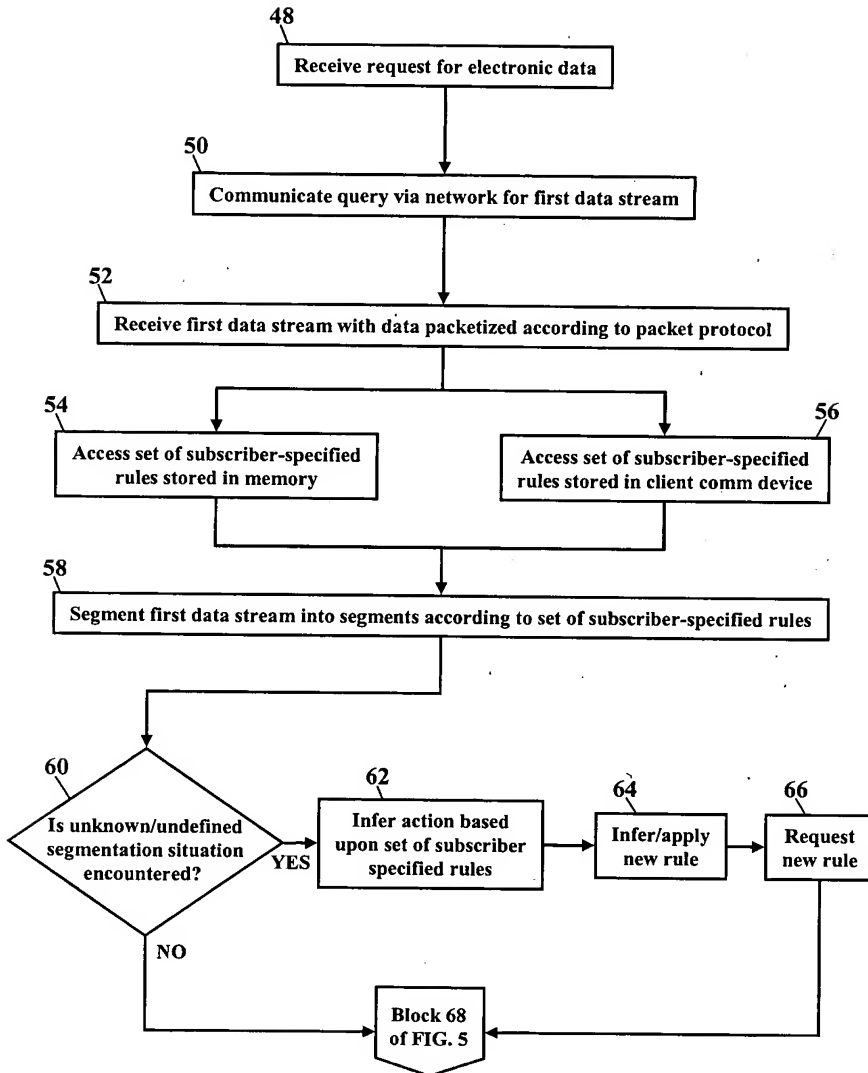 48
Receive request for electronic data
50
Communicate query via network for first data stream
52
Receive first data stream with data packetized according to packet protocol
54
Access set of subscriber-specified
rules stored in memory
56
Access set of subscriber-specified
rules stored in client comm device
58
Segment first data stream into segments according to set of subscriber-specified rules
60
Is unknown/undefined
segmentation situation
encountered?
YES
62
Infer action based
upon set of subscriber
specified rules
64
Infer/apply
new rule
66
Request
new rule
NO
Block 68
of FIG. 5